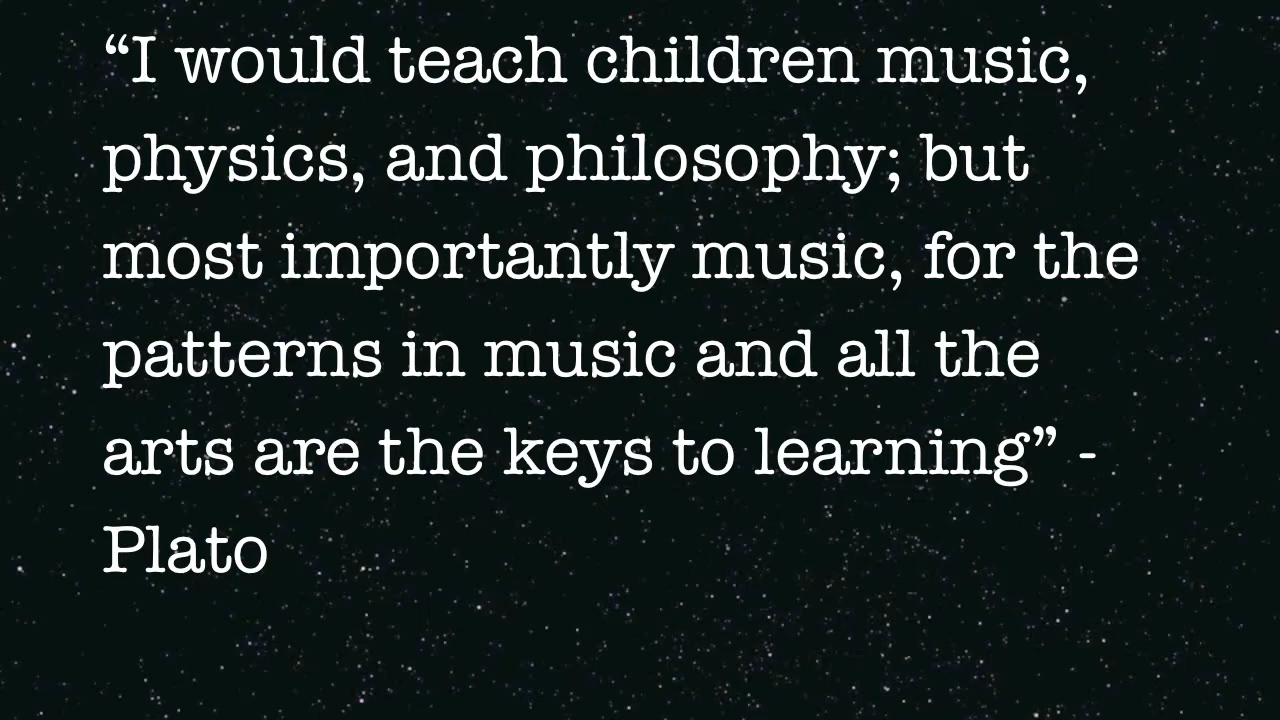 “I would teach children music,
physics, and philosophy; but
most importantly music, for the
patterns in music and all the
arts are the keys to learning” -
Plato